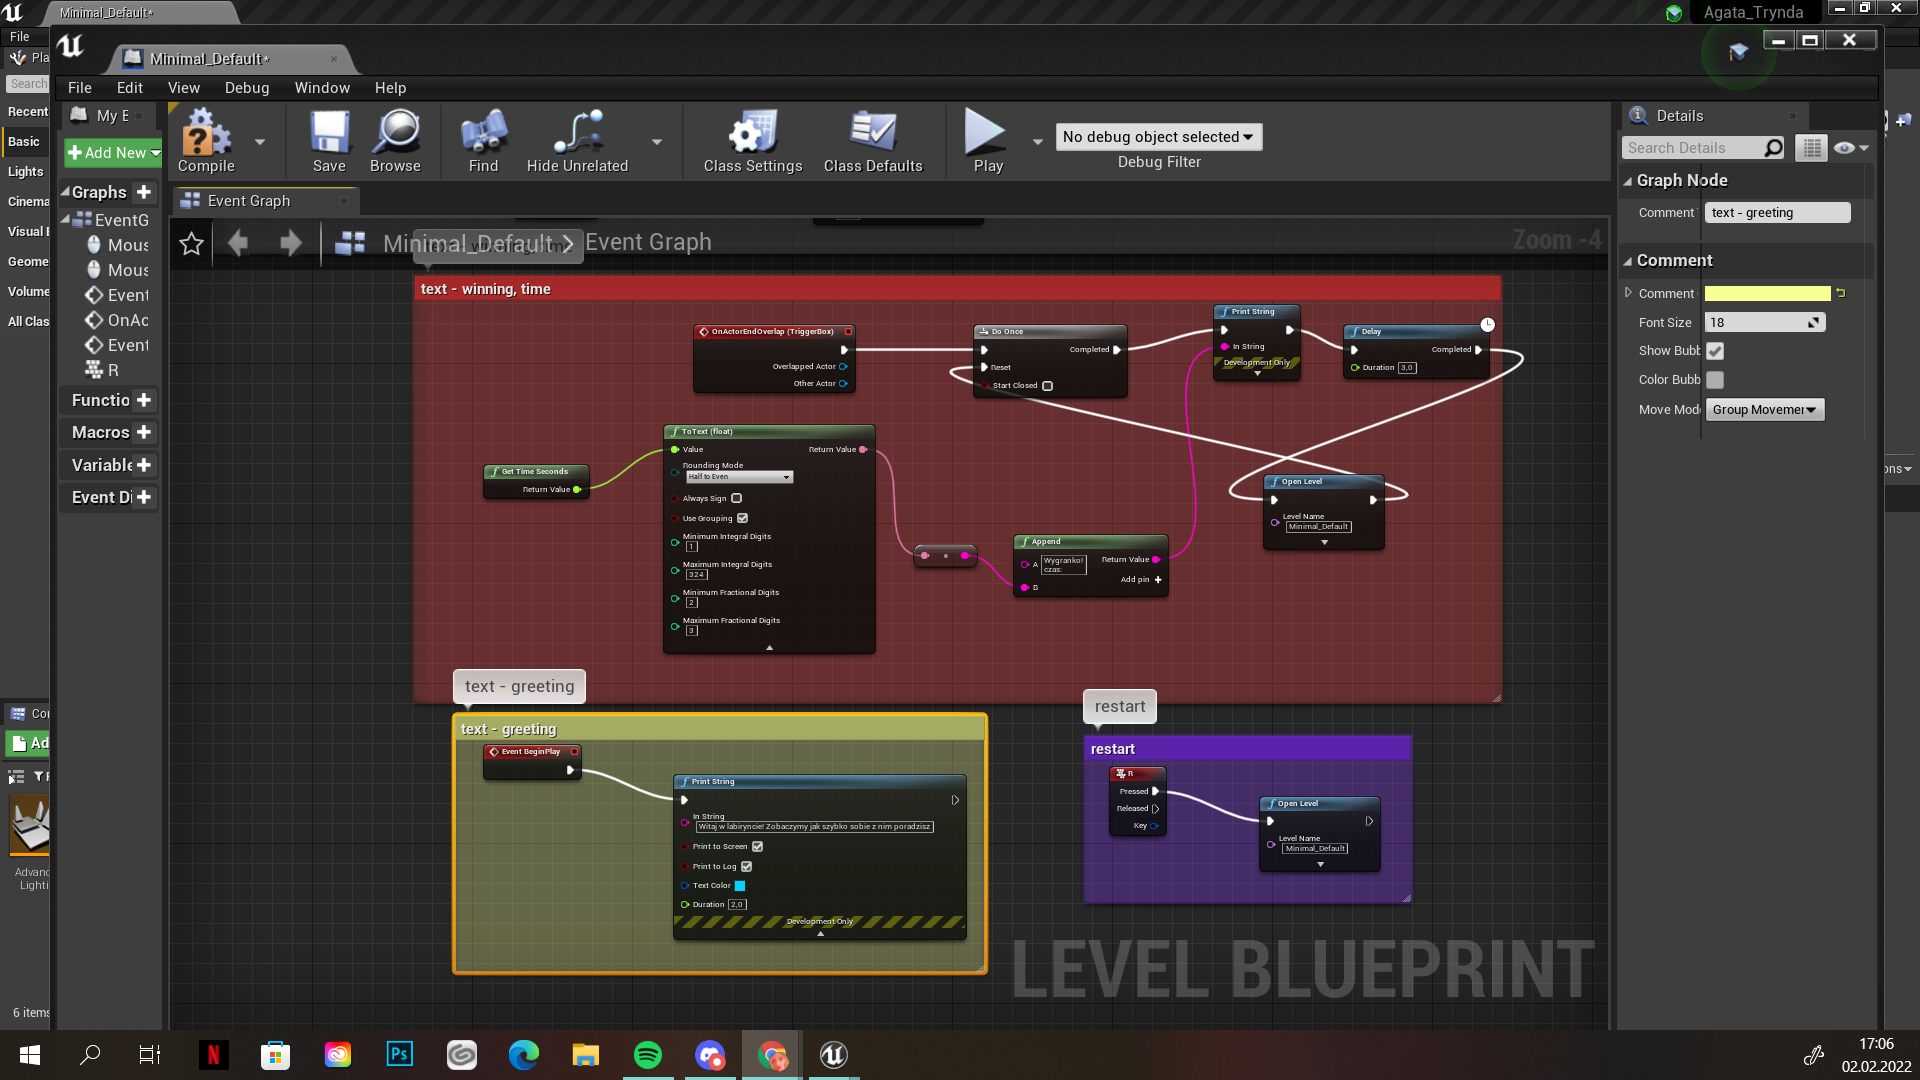 Minimal_Default*
Agata_Trynda
File
Pla
Search
Recent
Basic
Lights
Cinema
Visual E
Geome
Volume
All Clas
Minimal_Default*
File Edit View Debug Window Help
My E
Add New
Graphs
EventG
Mous
Mous
Event
OnAc
Event
R
Functio
Macros
Variable
Event Di
Compile
Save
Browse
Find
Hide Unrelated
Class Settings
Class Defaults
Play
No debug object selected
Debug Filter
Event Graph
Minimal_Default > Event Graph
Zoom -4
text - winning, time
OnActorEndOverlap (TriggerBox)
Overlapped Actor
Other Actor
Do Once
Completed
Reset
Start Closed
Print String
In String
Development Only
Delay
Completed
Duration 3,0
Get Time Seconds
Return Value
ToText (float)
Value
Return Value
Rounding Mode
Half to Even
Always Sign
Use Grouping
Minimum Integral Digits
1
Maximum Integral Digits
324
Minimum Fractional Digits
2
Maximum Fractional Digits
3
Append
A Wygranko!
czas:
Return Value
Add pin +
B
Open Level
Level Name
Minimal_Default
text - greeting
text - greeting
Event BeginPlay
Print String
In String
Witaj w labiryncie! Zobaczymy jak szybko sobie z nim poradzisz
Print to Screen
Print to Log
Text Color
Duration 2,0
Development Only
restart
restart
R
Pressed
Released
Key
Open Level
Level Name
Minimal_Default
LEVEL BLUEPRINT
Details
Search Details
Graph Node
Comment text - greeting
Comment
Comment
Font Size 18
Show Bubb
Color Bubb
Move Mode Group Movemer
ons
Co
Ad
Advan
Lighti
6 items
Ps
17:06
02.02.2022